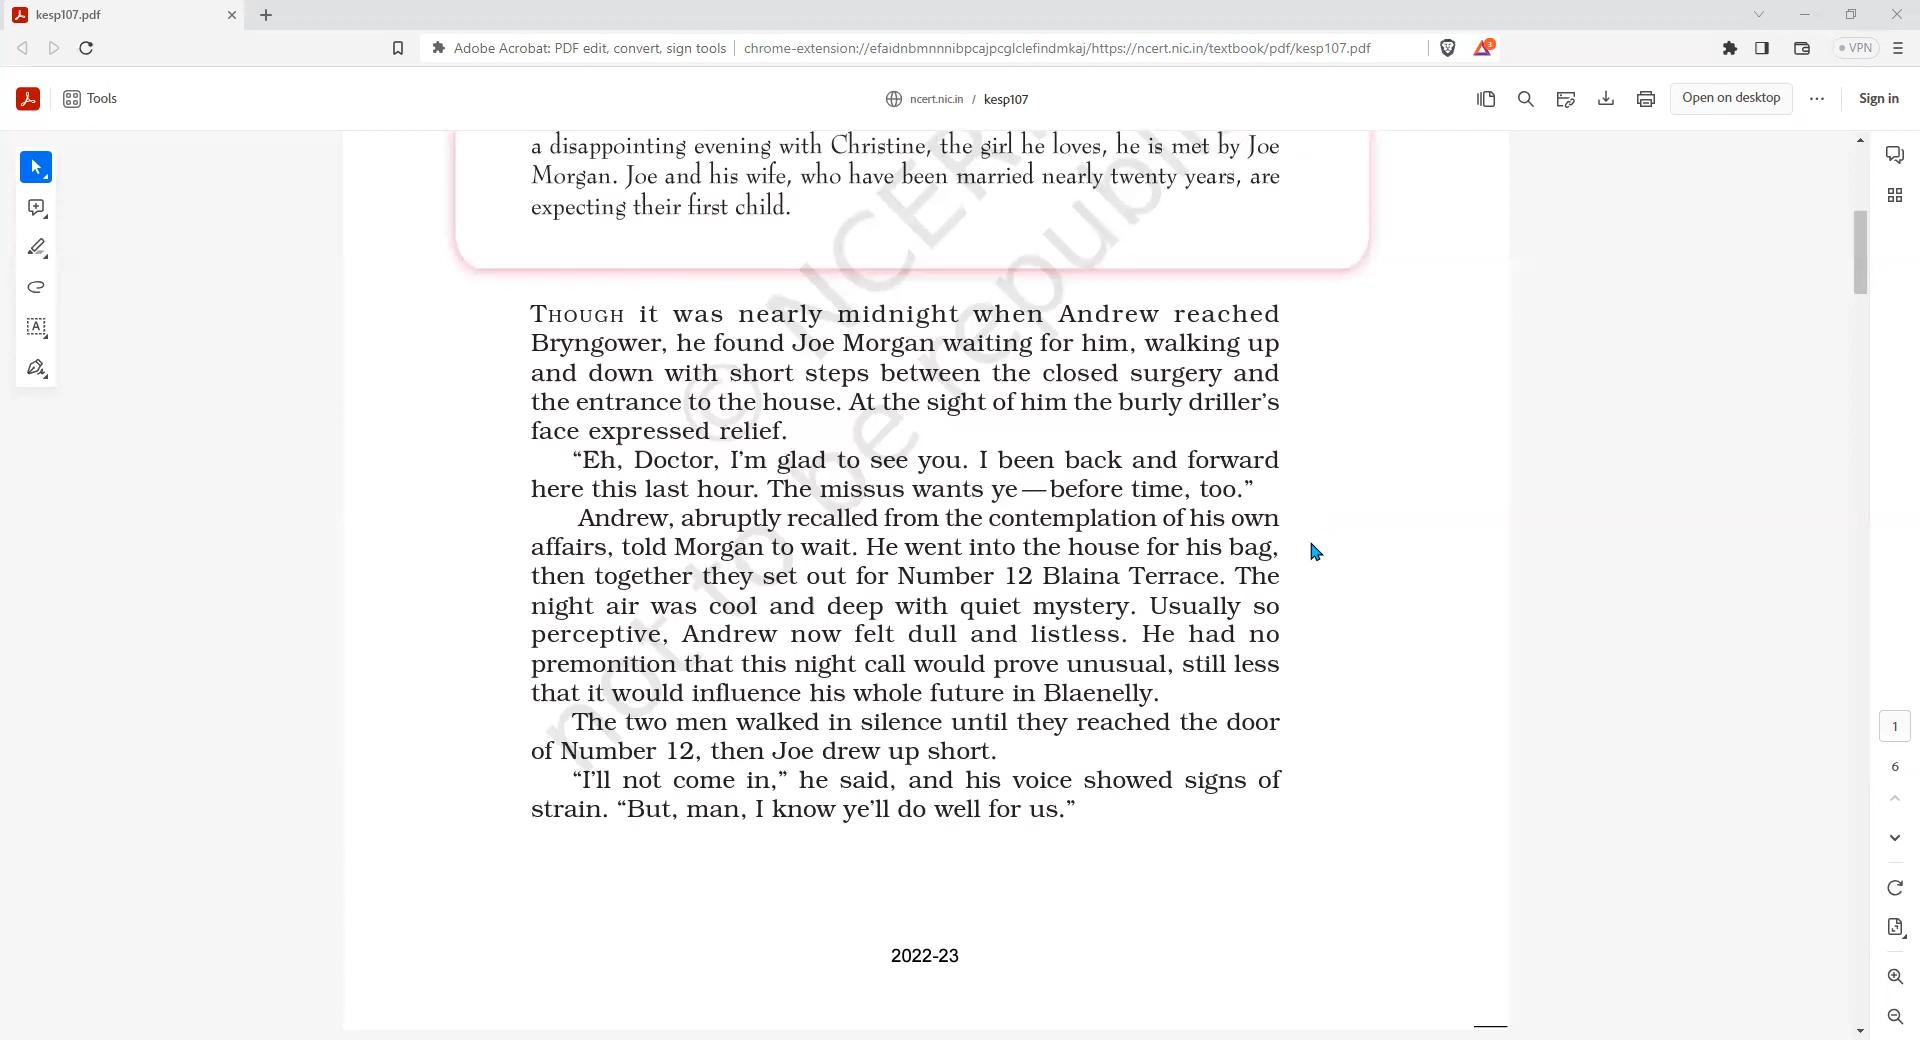 kesp107.pdf
Adobe Acrobat: PDF edit, convert, sign tools
chrome-extension://efaidnbmnnnibpcajpcglclefindmkaj/https://ncert.nic.in/textbook/pdf/kesp107.pdf
3
VPN
Tools
ncert.nic.in / kesp107
Open on desktop
Sign in
a disappointing evening with Christine, the girl he loves, he is met by Joe
Morgan. Joe and his wife, who have been married nearly twenty years, are
expecting their first child.
THOUGH it was nearly midnight when Andrew reached
Bryngower, he found Joe Morgan waiting for him, walking up
and down with short steps between the closed surgery and
the entrance to the house. At the sight of him the burly driller’s
face expressed relief.
“Eh, Doctor, I’m glad to see you. I been back and forward
here this last hour. The missus wants ye — before time, too.”
Andrew, abruptly recalled from the contemplation of his own
affairs, told Morgan to wait. He went into the house for his bag,
then together they set out for Number 12 Blaina Terrace. The
night air was cool and deep with quiet mystery. Usually so
perceptive, Andrew now felt dull and listless. He had no
premonition that this night call would prove unusual, still less
that it would influence his whole future in Blaenelly.
The two men walked in silence until they reached the door
of Number 12, then Joe drew up short.
“I’ll not come in,” he said, and his voice showed signs of
strain. “But, man, I know ye’ll do well for us.”
2022-23
© NCER
not to be republi
1
6